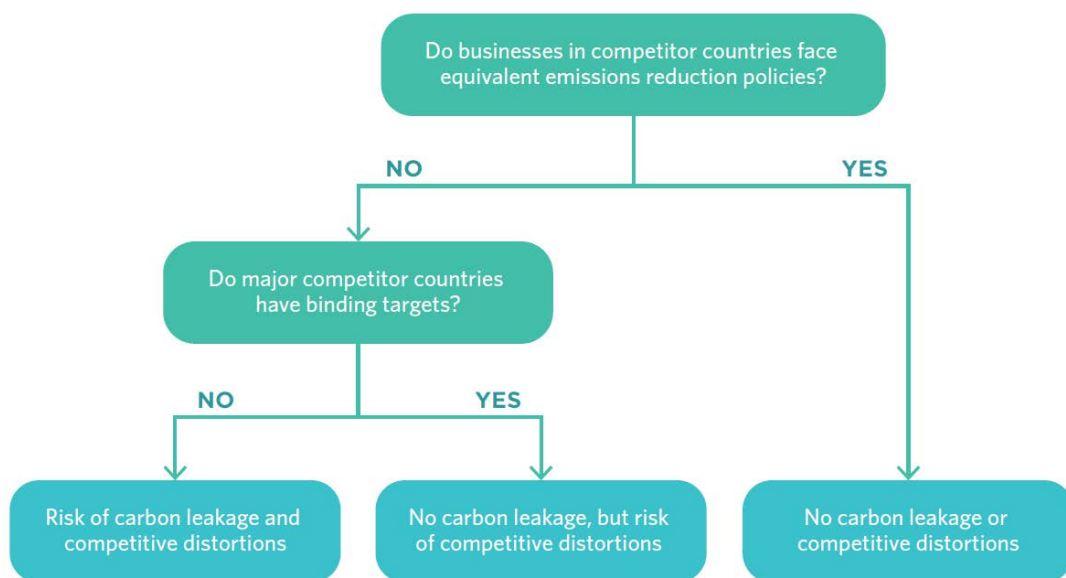 Do businesses in competitor countries face
equivalent emissions reduction policies?
NO
YES
Do major competitor countries
have binding targets?
NO
YES
Risk of carbon leakage and
competitive distortions
No carbon leakage, but risk
of competitive distortions
No carbon leakage or
competitive distortions